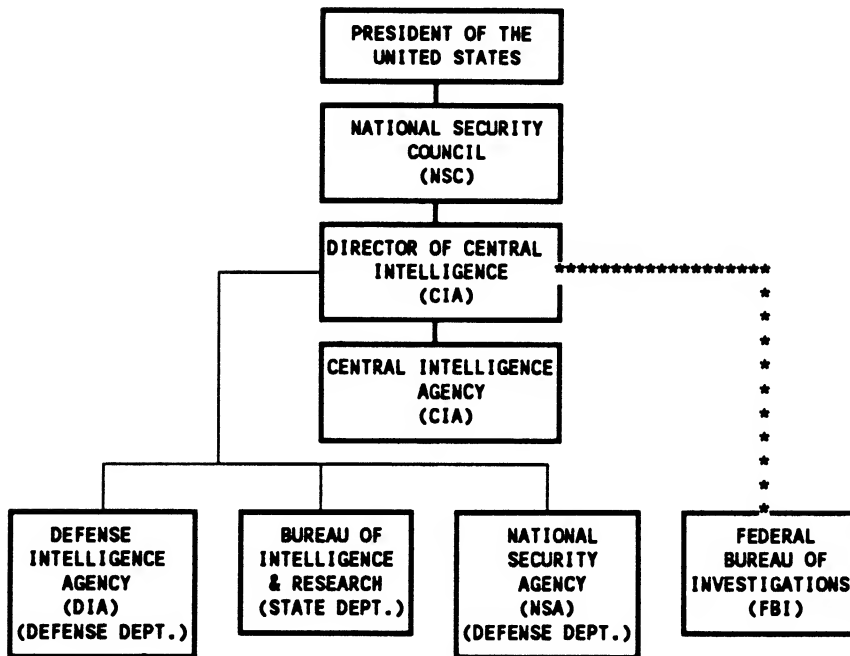 PRESIDENT OF THE
UNITED STATES
NATIONAL SECURITY
COUNCIL
(NSC)
DIRECTOR OF CENTRAL
INTELLIGENCE
(CIA)
CENTRAL INTELLIGENCE
AGENCY
(CIA)
DEFENSE
INTELLIGENCE
AGENCY
(DIA)
(DEFENSE DEPT.)
BUREAU OF
INTELLIGENCE
& RESEARCH
(STATE DEPT.)
NATIONAL
SECURITY
AGENCY
(NSA)
(DEFENSE DEPT.)
FEDERAL
BUREAU OF
INVESTIGATIONS
(FBI)